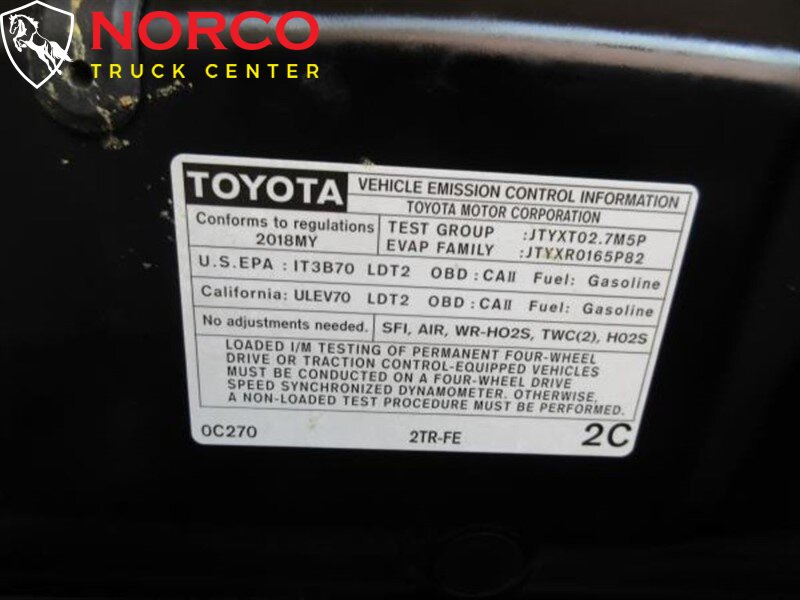 NORCO
TRUCK CENTER
TOYOTA
VEHICLE EMISSION CONTROL INFORMATION
TOYOTA MOTOR CORPORATION
Conforms to regulations
2018MY
TEST GROUP :JTYXT02.7M5P
EVAP FAMILY :JTYXR0165P82
U.S.EPA : IT3B70 LDT2 OBD : CAII Fuel: Gasoline
California: ULEV70 LDT2 OBD : CAII Fuel: Gasoline
No adjustments needed.
SFI, AIR, WR-HO2S, TWC(2), HO2S
LOADED I/M TESTING OF PERMANENT FOUR-WHEEL
DRIVE OR TRACTION CONTROL-EQUIPPED VEHICLES
MUST BE CONDUCTED ON A FOUR-WHEEL DRIVE
SPEED SYNCHRONIZED DYNAMOMETER. OTHERWISE,
A NON-LOADED TEST PROCEDURE MUST BE PERFORMED.
0C270 2TR-FE 2C